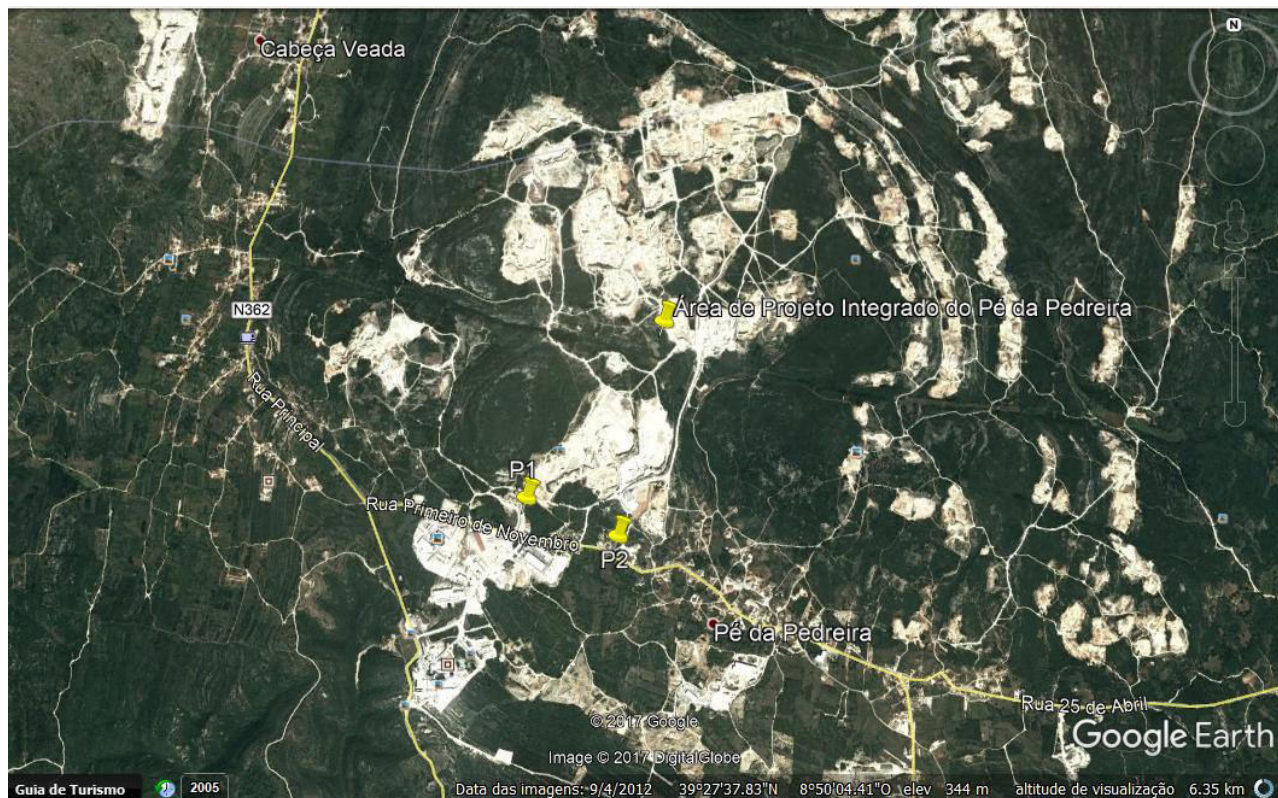 N
Cabeça Veada
N362
Área de Projeto Integrado do Pé da Pedreira
Rua Principal
P1
Rua Primeiro de Novembro
P2
Pé da Pedreira
Rua 25 de Abril
© 2017 Google
Google Earth
Image © 2017 DigitalGlobe
Guia de Turismo 2005 Data das imagens: 9/4/2012 39°27'37.83"N 8°50'04.41"O elev 344 m altitude de visualização 6.35 km